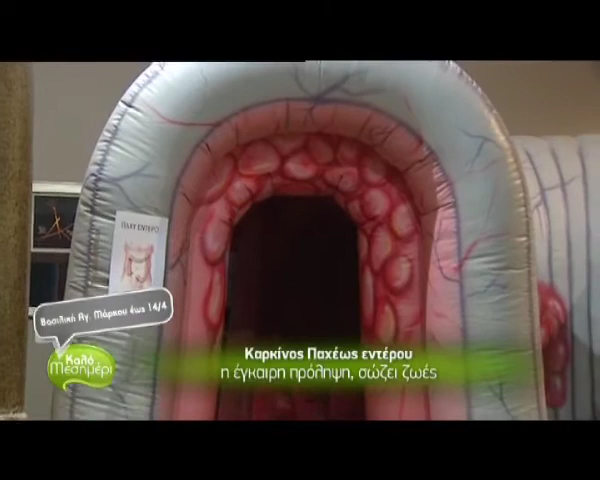 ΠΑΧΥ ΕΝΤΕΡΟ
Βασιλική Αγ. Μάρκου έως 14/4
Καλό
Μεσημέρι
Καρκίνος Παχέως εντέρου
η έγκαιρη πρόληψη, σώζει ζωές